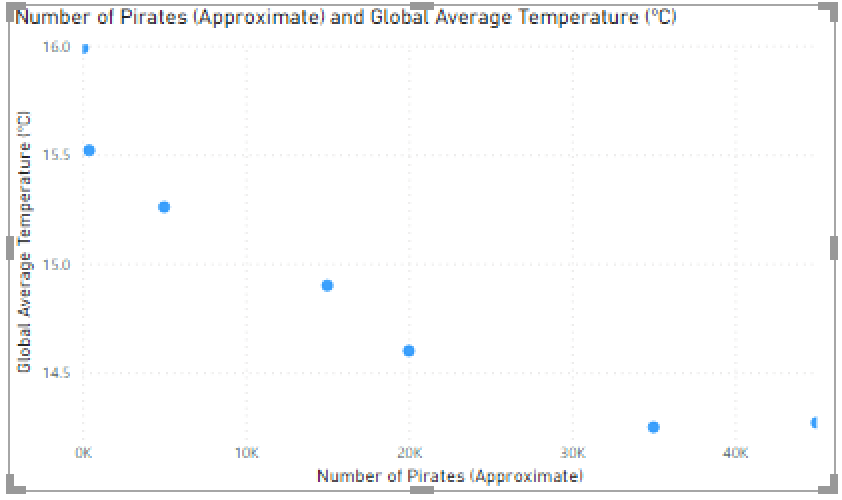 Number of Pirates (Approximate) and Global Average Temperature (°C)
Global Average Temperature (°C)
16.0
15.5
15.0
14.5
0K 10K 20K 30K 40K
Number of Pirates (Approximate)